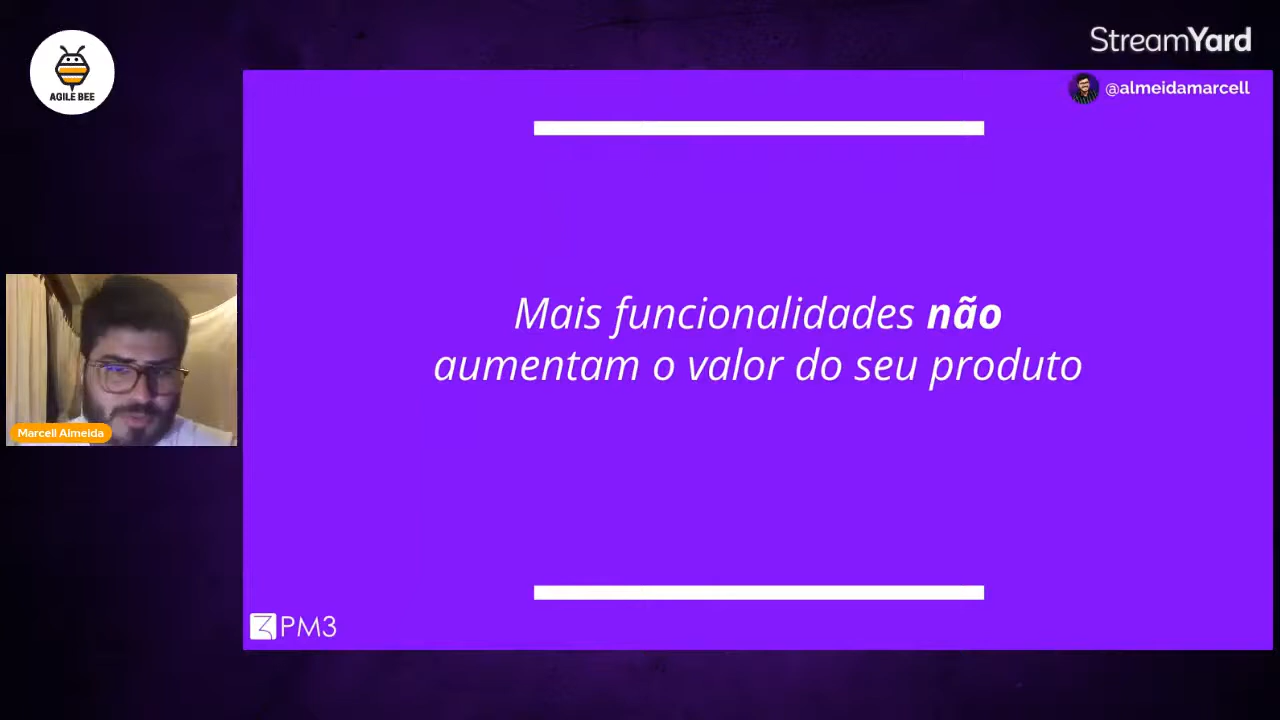 StreamYard
AGILE BEE
@almeidamarcell
Mais funcionalidades não
aumentam o valor do seu produto
Marcell Almeida
PM3